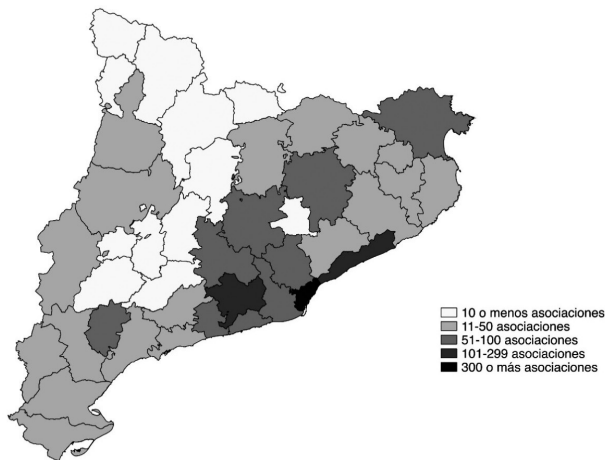 10 o menos asociaciones
11-50 asociaciones
51-100 asociaciones
101-299 asociaciones
300 o más asociaciones